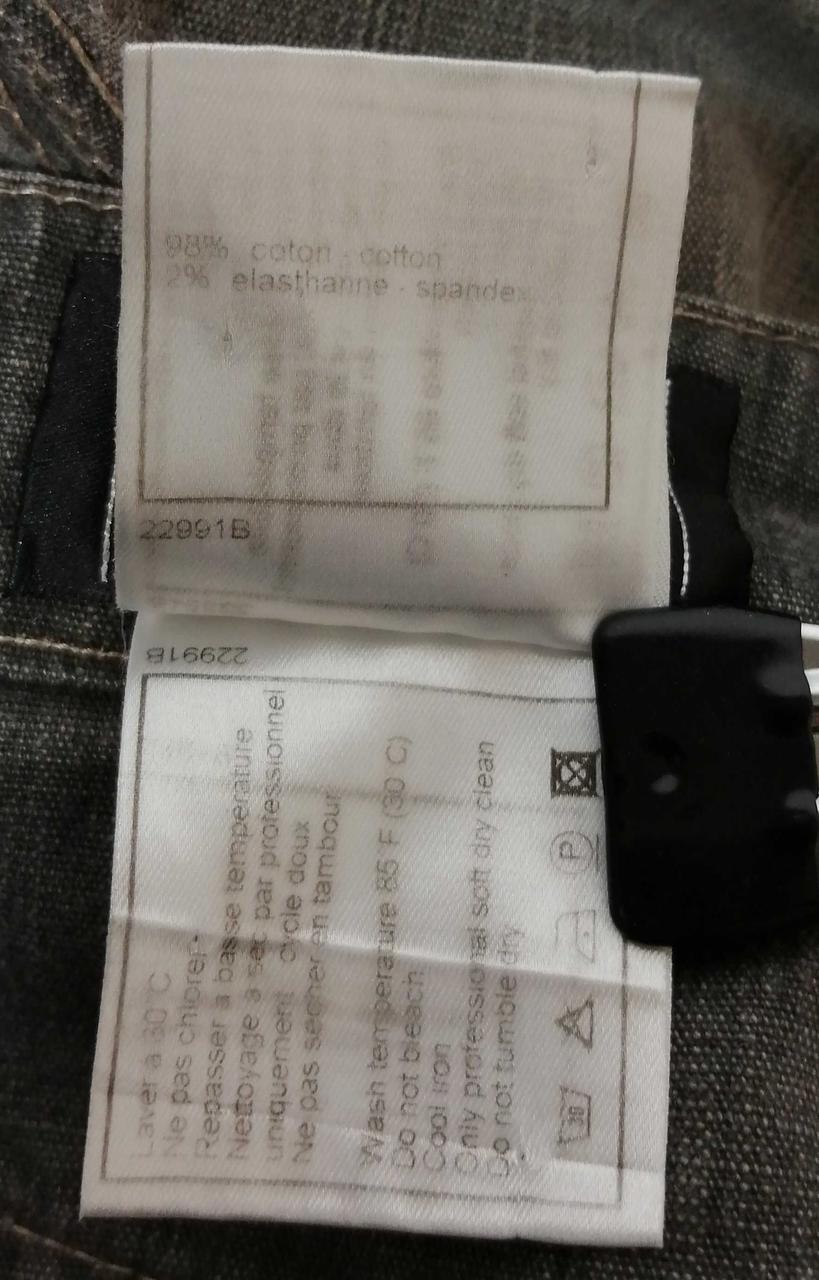 98% coton - cotton
2% elasthanne - spandex
22991B
22991B
Laver a 30°C
Ne pas chlorer
Repasser a basse temperature
Nettoyage a sec par professionnel
uniquement cycle doux
Ne pas secher en tambour
Wash temperature 85 F (30 C)
Do not bleach
Cool iron
Only professional soft dry clean
Do not tumble dry
30
P